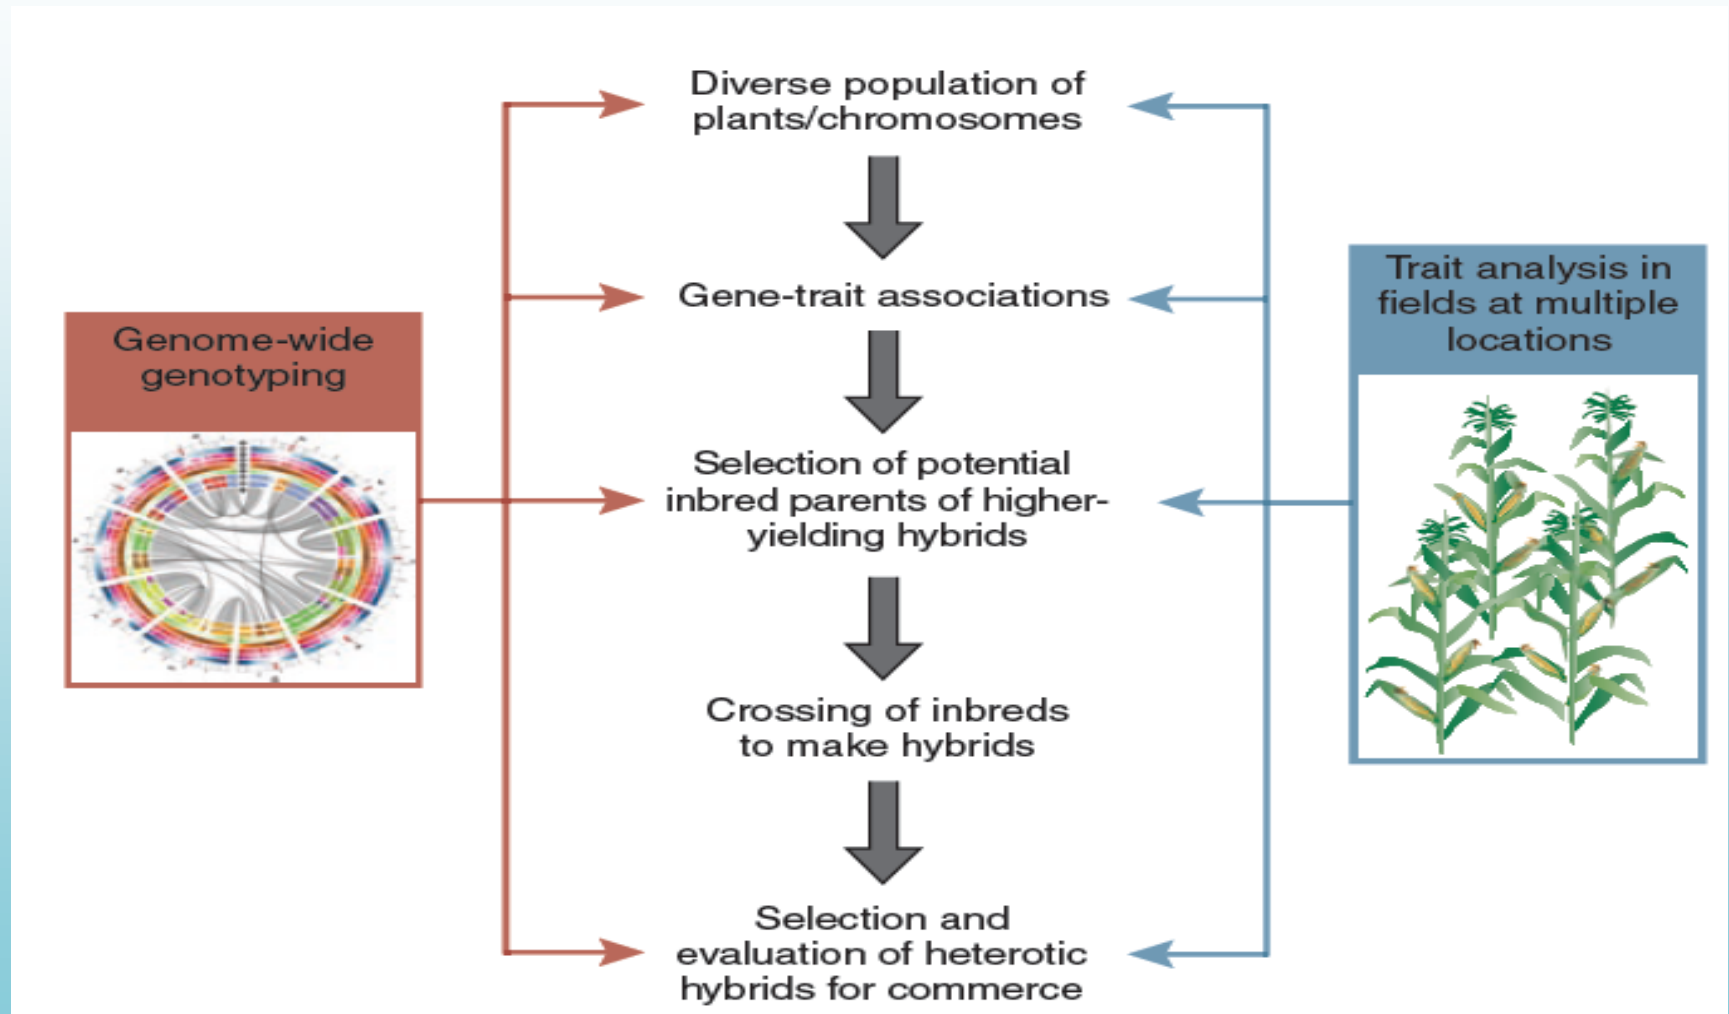 Diverse population of
plants/chromosomes
Gene-trait associations
Selection of potential
inbred parents of higher-
yielding hybrids
Crossing of inbreds
to make hybrids
Selection and
evaluation of heterotic
hybrids for commerce
Genome-wide
genotyping
Trait analysis in
fields at multiple
locations